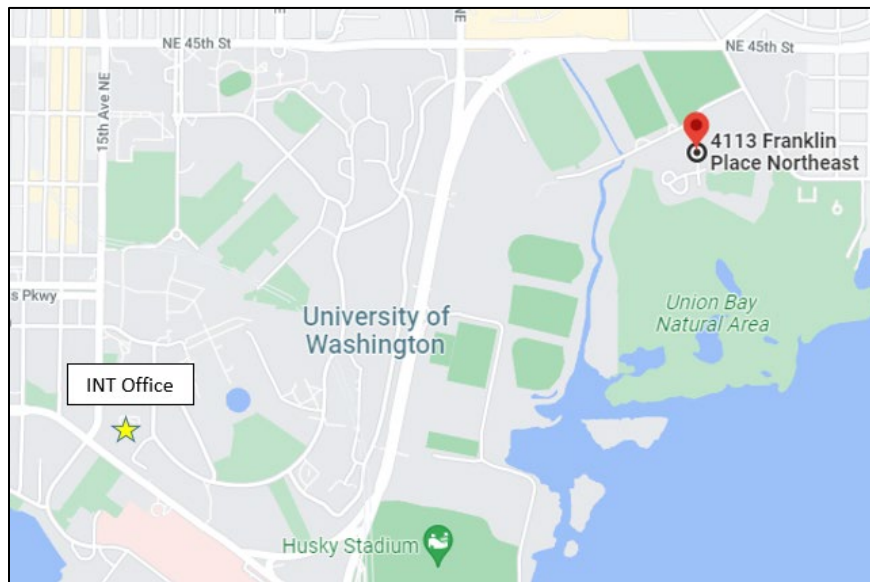 NE 45th St
NE 45th St
15th Ave NE
4113 Franklin
Place Northeast
s Pkwy
University of
Washington
Union Bay
Natural Area
INT Office
Husky Stadium